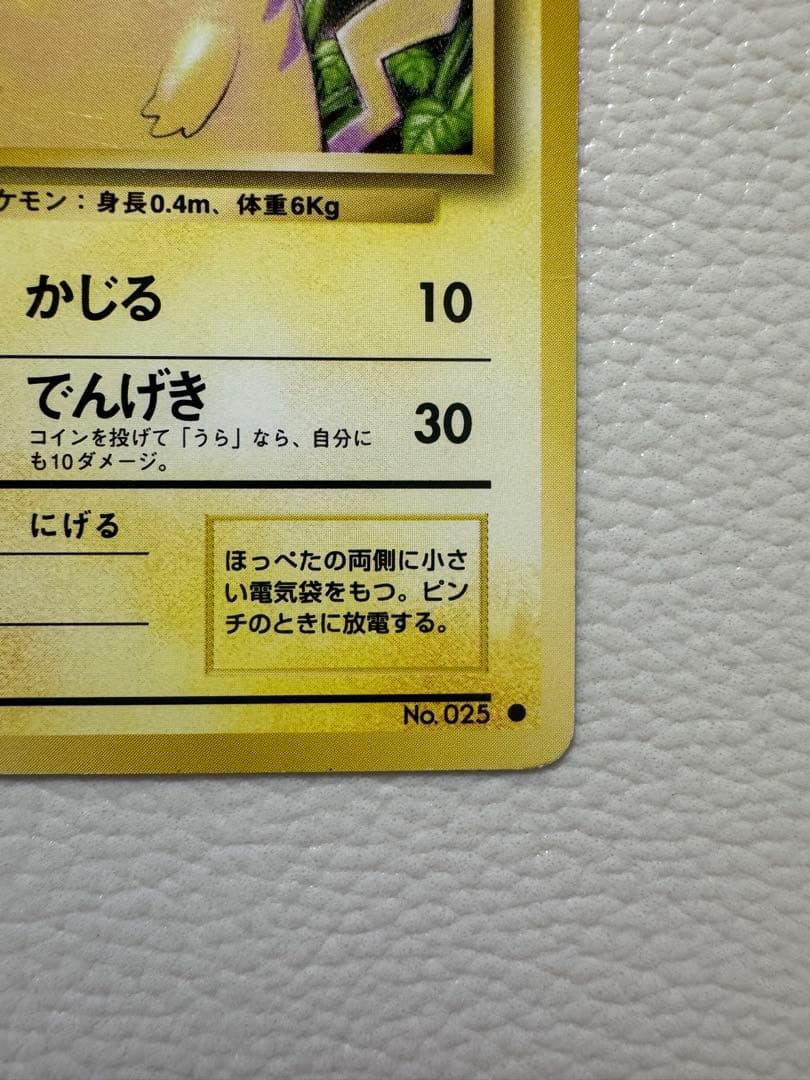 ケモン：身長0.4m、体重6Kg
かじる 10
でんげき 30
コインを投げて「うら」なら、自分に
も10ダメージ。
にげる
ほっぺたの両側に小さ
い電気袋をもつ。ピン
チのときに放電する。
No.025 ●